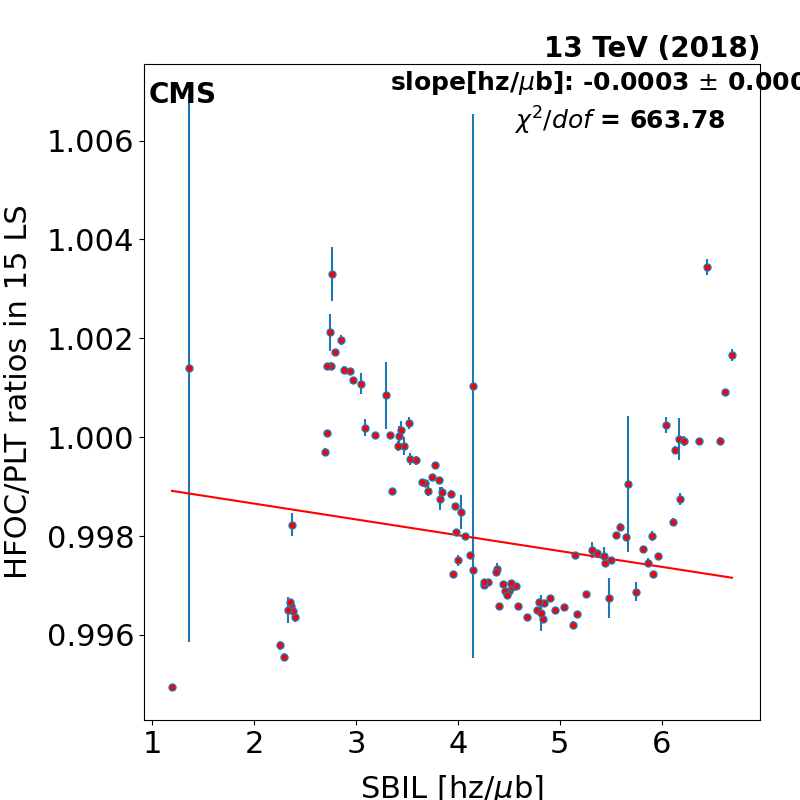 13 TeV (2018)
CMS
slope[hz/μb]: -0.0003 ± 0.000
χ²/dof = 663.78
HFOC/PLT ratios in 15 LS
1.006
1.004
1.002
1.000
0.998
0.996
1 2 3 4 5 6
SBIL [hz/μb]